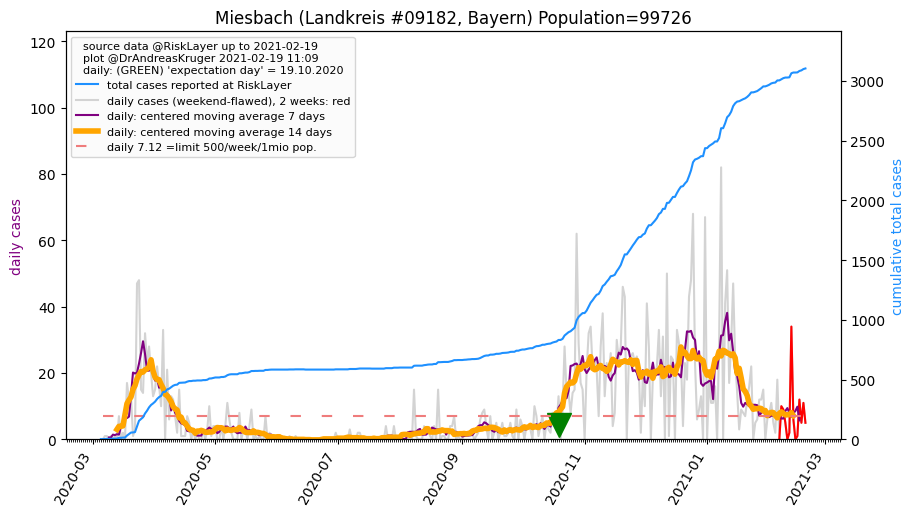 Miesbach (Landkreis #09182, Bayern) Population=99726
source data @RiskLayer up to 2021-02-19
plot @DrAndreasKruger 2021-02-19 11:09
daily: (GREEN) 'expectation day' = 19.10.2020
total cases reported at RiskLayer
daily cases (weekend-flawed), 2 weeks: red
daily: centered moving average 7 days
daily: centered moving average 14 days
daily 7.12 =limit 500/week/1mio pop.
daily cases
120
100
80
60
40
20
0
cumulative total cases
3000
2500
2000
1500
1000
500
0
2020-03
2020-05
2020-07
2020-09
2020-11
2021-01
2021-03